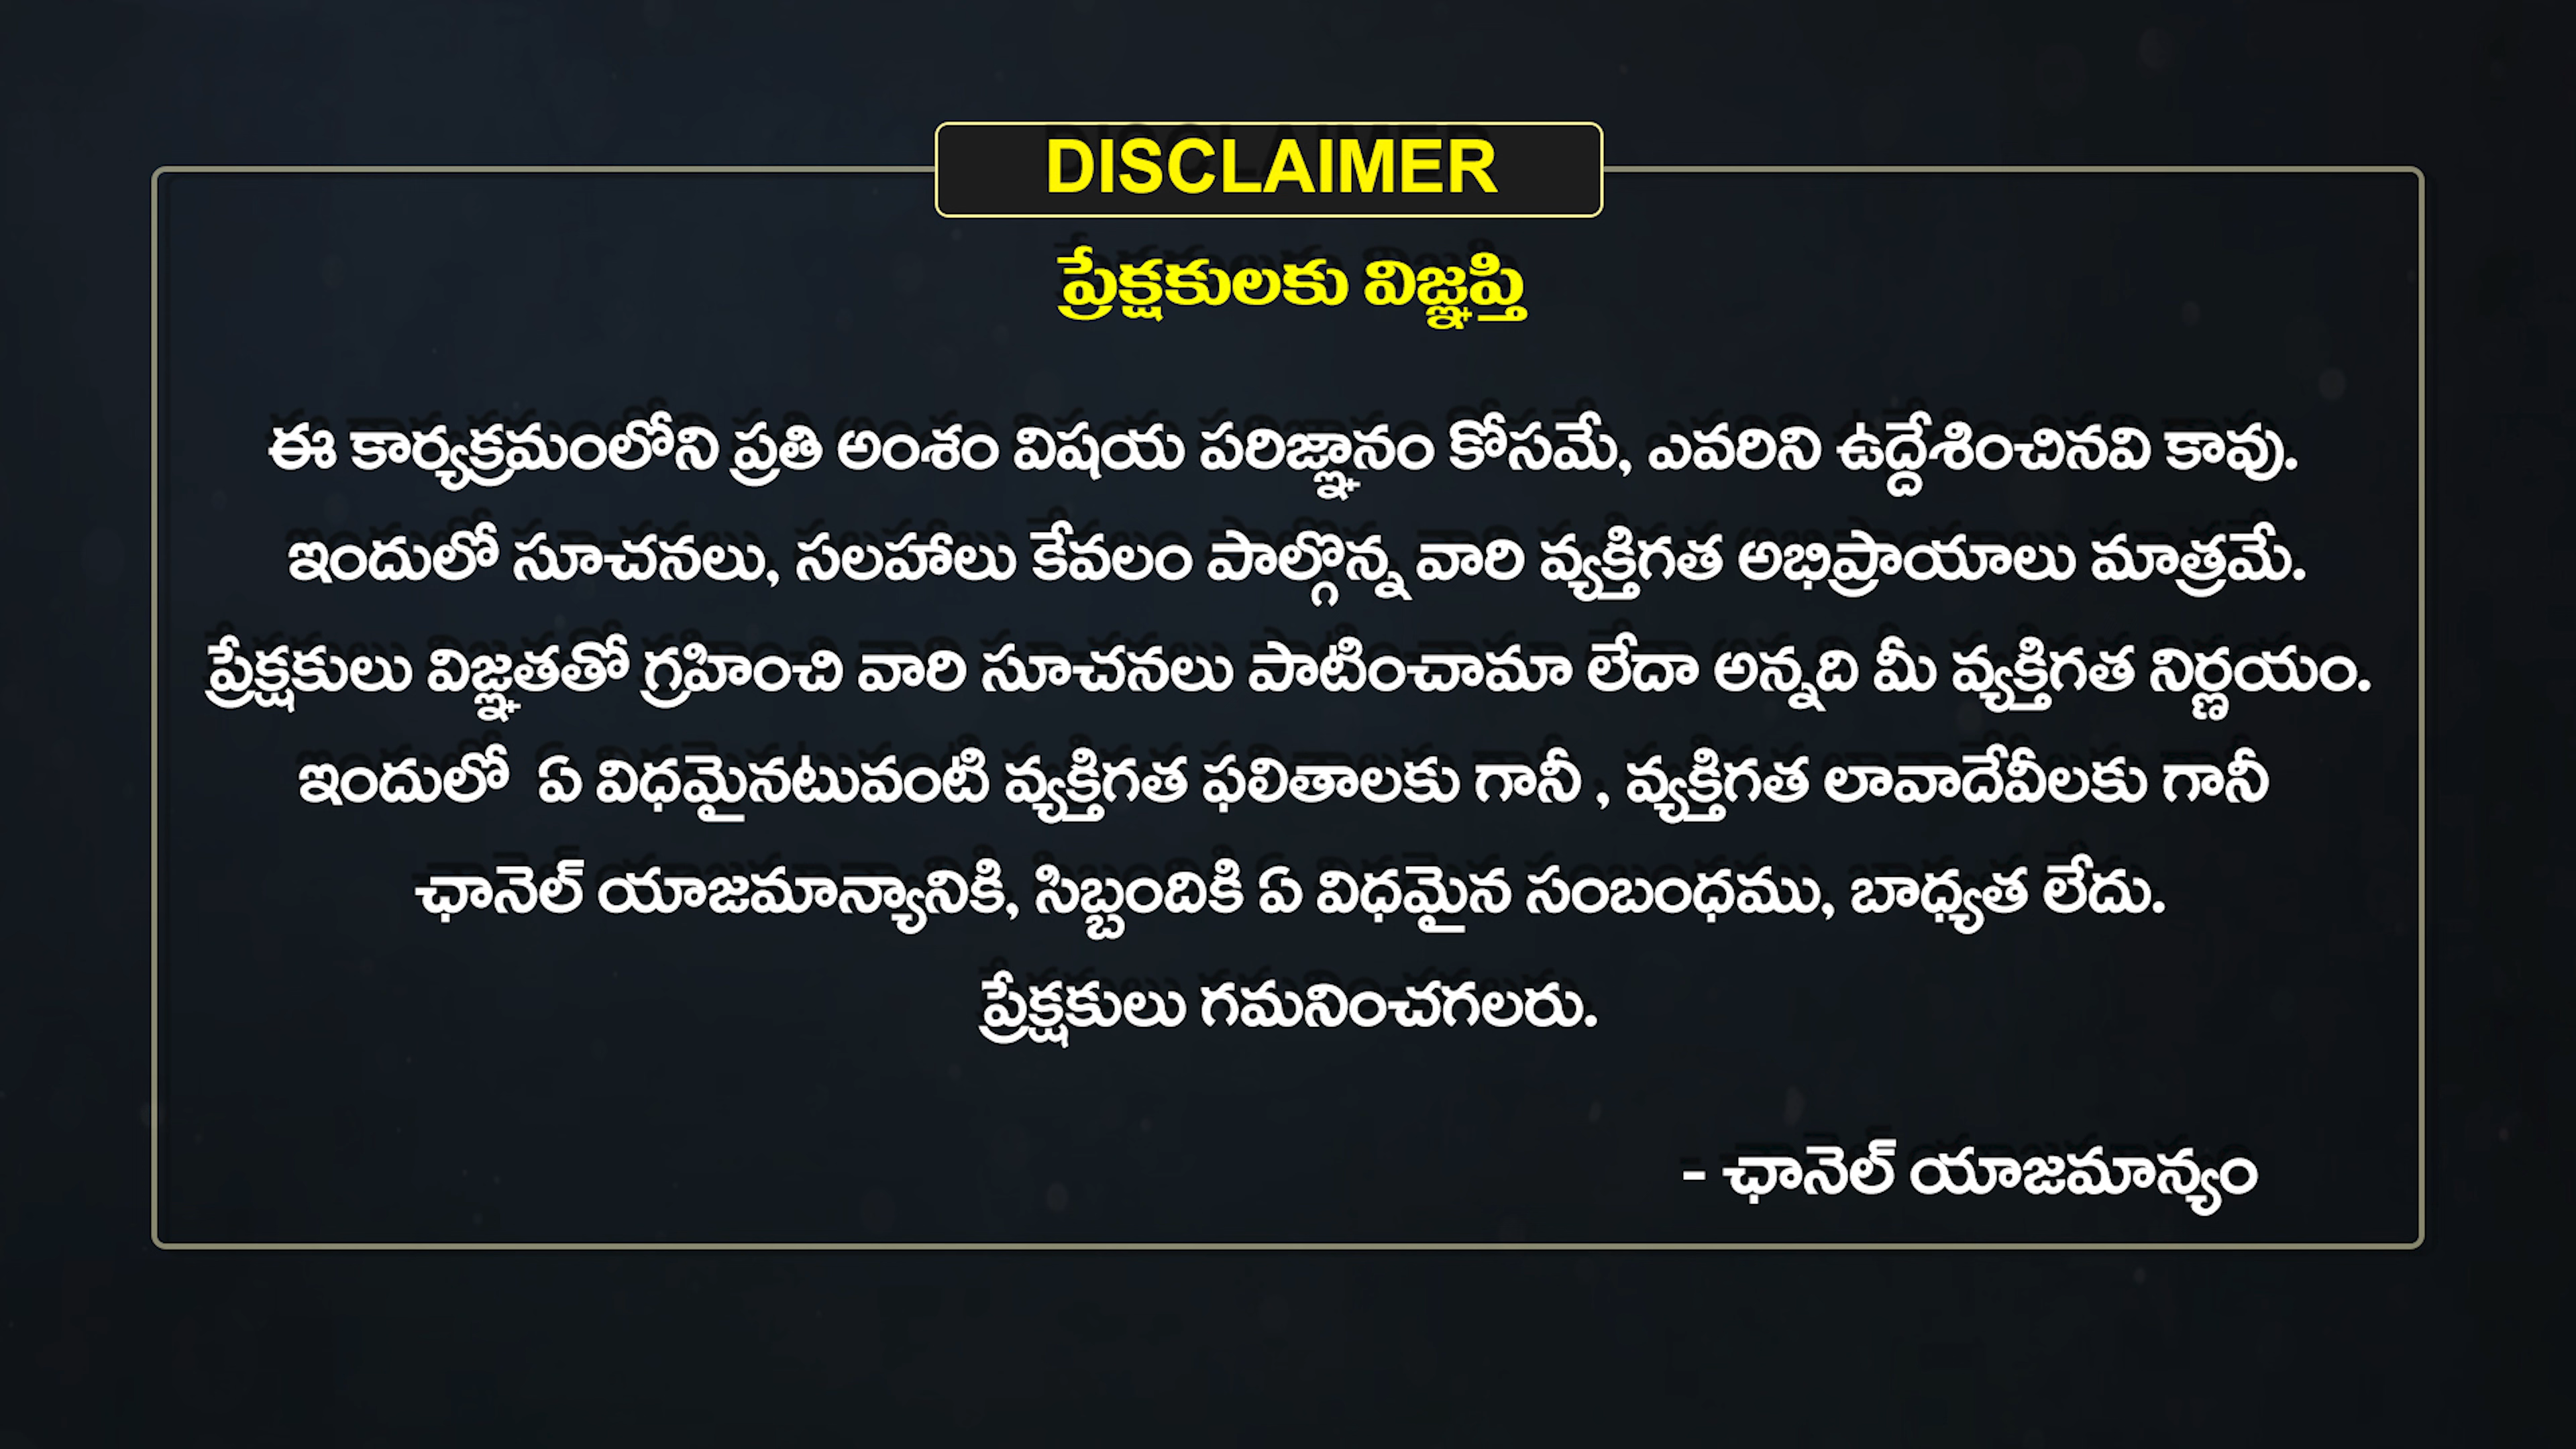 DISCLAIMER
ప్రేక్షకులకు విజ్ఞప్తి
ఈ కార్యక్రమంలోని ప్రతి అంశం విషయ పరిజ్ఞానం కోసమే, ఎవరిని ఉద్దేశించినవి కావు.
ఇందులో సూచనలు, సలహాలు కేవలం పాల్గొన్న వారి వ్యక్తిగత అభిప్రాయాలు మాత్రమే.
ప్రేక్షకులు విజ్ఞతతో గ్రహించి వారి సూచనలు పాటించామా లేదా అన్నది మీ వ్యక్తిగత నిర్ణయం.
ఇందులో ఏ విధమైనటువంటి వ్యక్తిగత ఫలితాలకు గానీ , వ్యక్తిగత లావాదేవీలకు గానీ
ఛానెల్ యాజమాన్యానికి, సిబ్బందికి ఏ విధమైన సంబంధము, బాధ్యత లేదు.
ప్రేక్షకులు గమనించగలరు.
- ఛానెల్ యాజమాన్యం